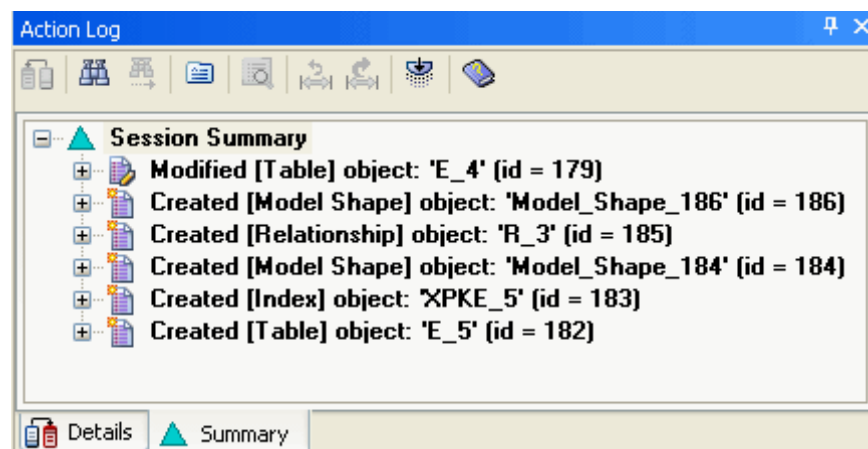 Action Log
Session Summary
Modified [Table] object: 'E_4' (id = 179)
Created [Model Shape] object: 'Model_Shape_186' (id = 186)
Created [Relationship] object: 'R_3' (id = 185)
Created [Model Shape] object: 'Model_Shape_184' (id = 184)
Created [Index] object: 'XPKE_5' (id = 183)
Created [Table] object: 'E_5' (id = 182)
Details Summary